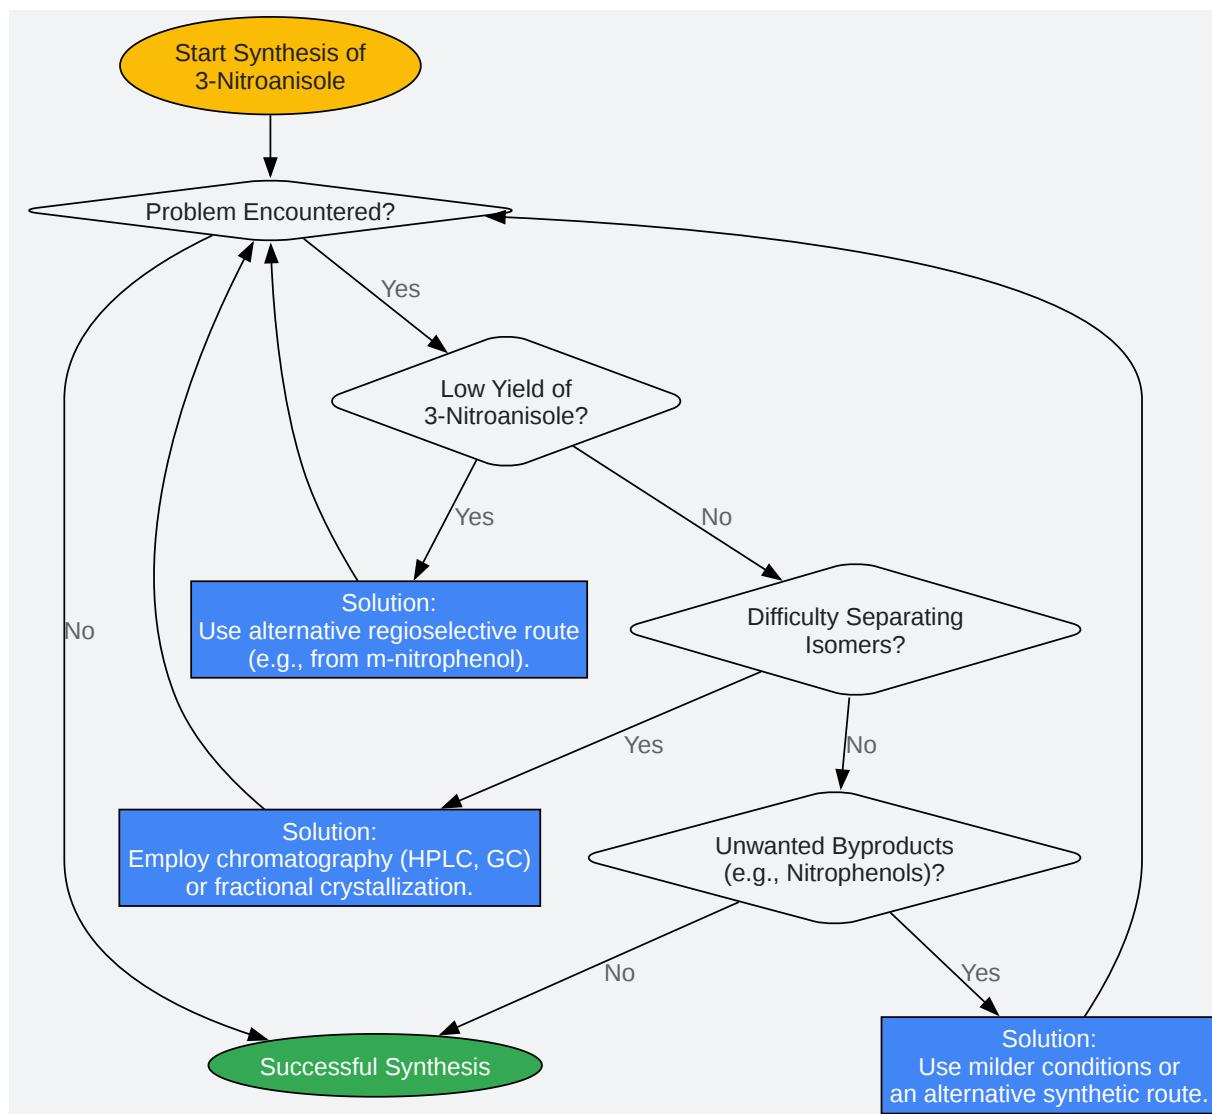 Start Synthesis of
3-Nitroanisole
Problem Encountered?
Yes
Low Yield of
3-Nitroanisole?
Yes
No
Solution:
Use alternative regioselective route
(e.g., from m-nitrophenol).
Difficulty Separating
Isomers?
No
Yes
No
Solution:
Employ chromatography (HPLC, GC)
or fractional crystallization.
Unwanted Byproducts
(e.g., Nitrophenols)?
No
Yes
Successful Synthesis
Solution:
Use milder conditions or
an alternative synthetic route.